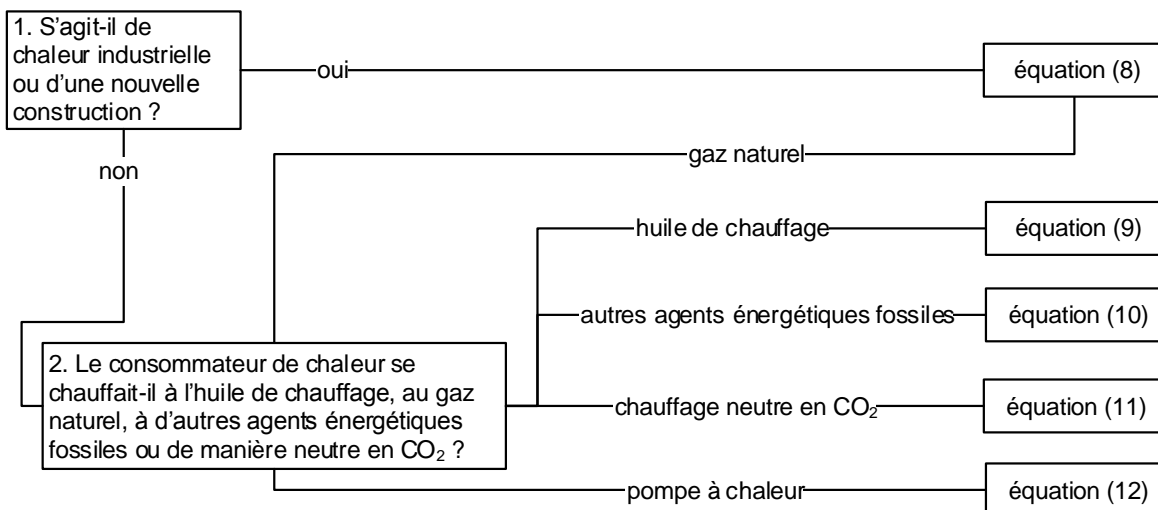 1. S’agit-il de
chaleur industrielle
ou d’une nouvelle
construction ?
oui
équation (8)
non
gaz naturel
huile de chauffage
équation (9)
autres agents énergétiques fossiles
équation (10)
2. Le consommateur de chaleur se
chauffait-il à l’huile de chauffage, au gaz
naturel, à d’autres agents énergétiques
fossiles ou de manière neutre en CO₂ ?
chauffage neutre en CO₂
équation (11)
pompe à chaleur
équation (12)